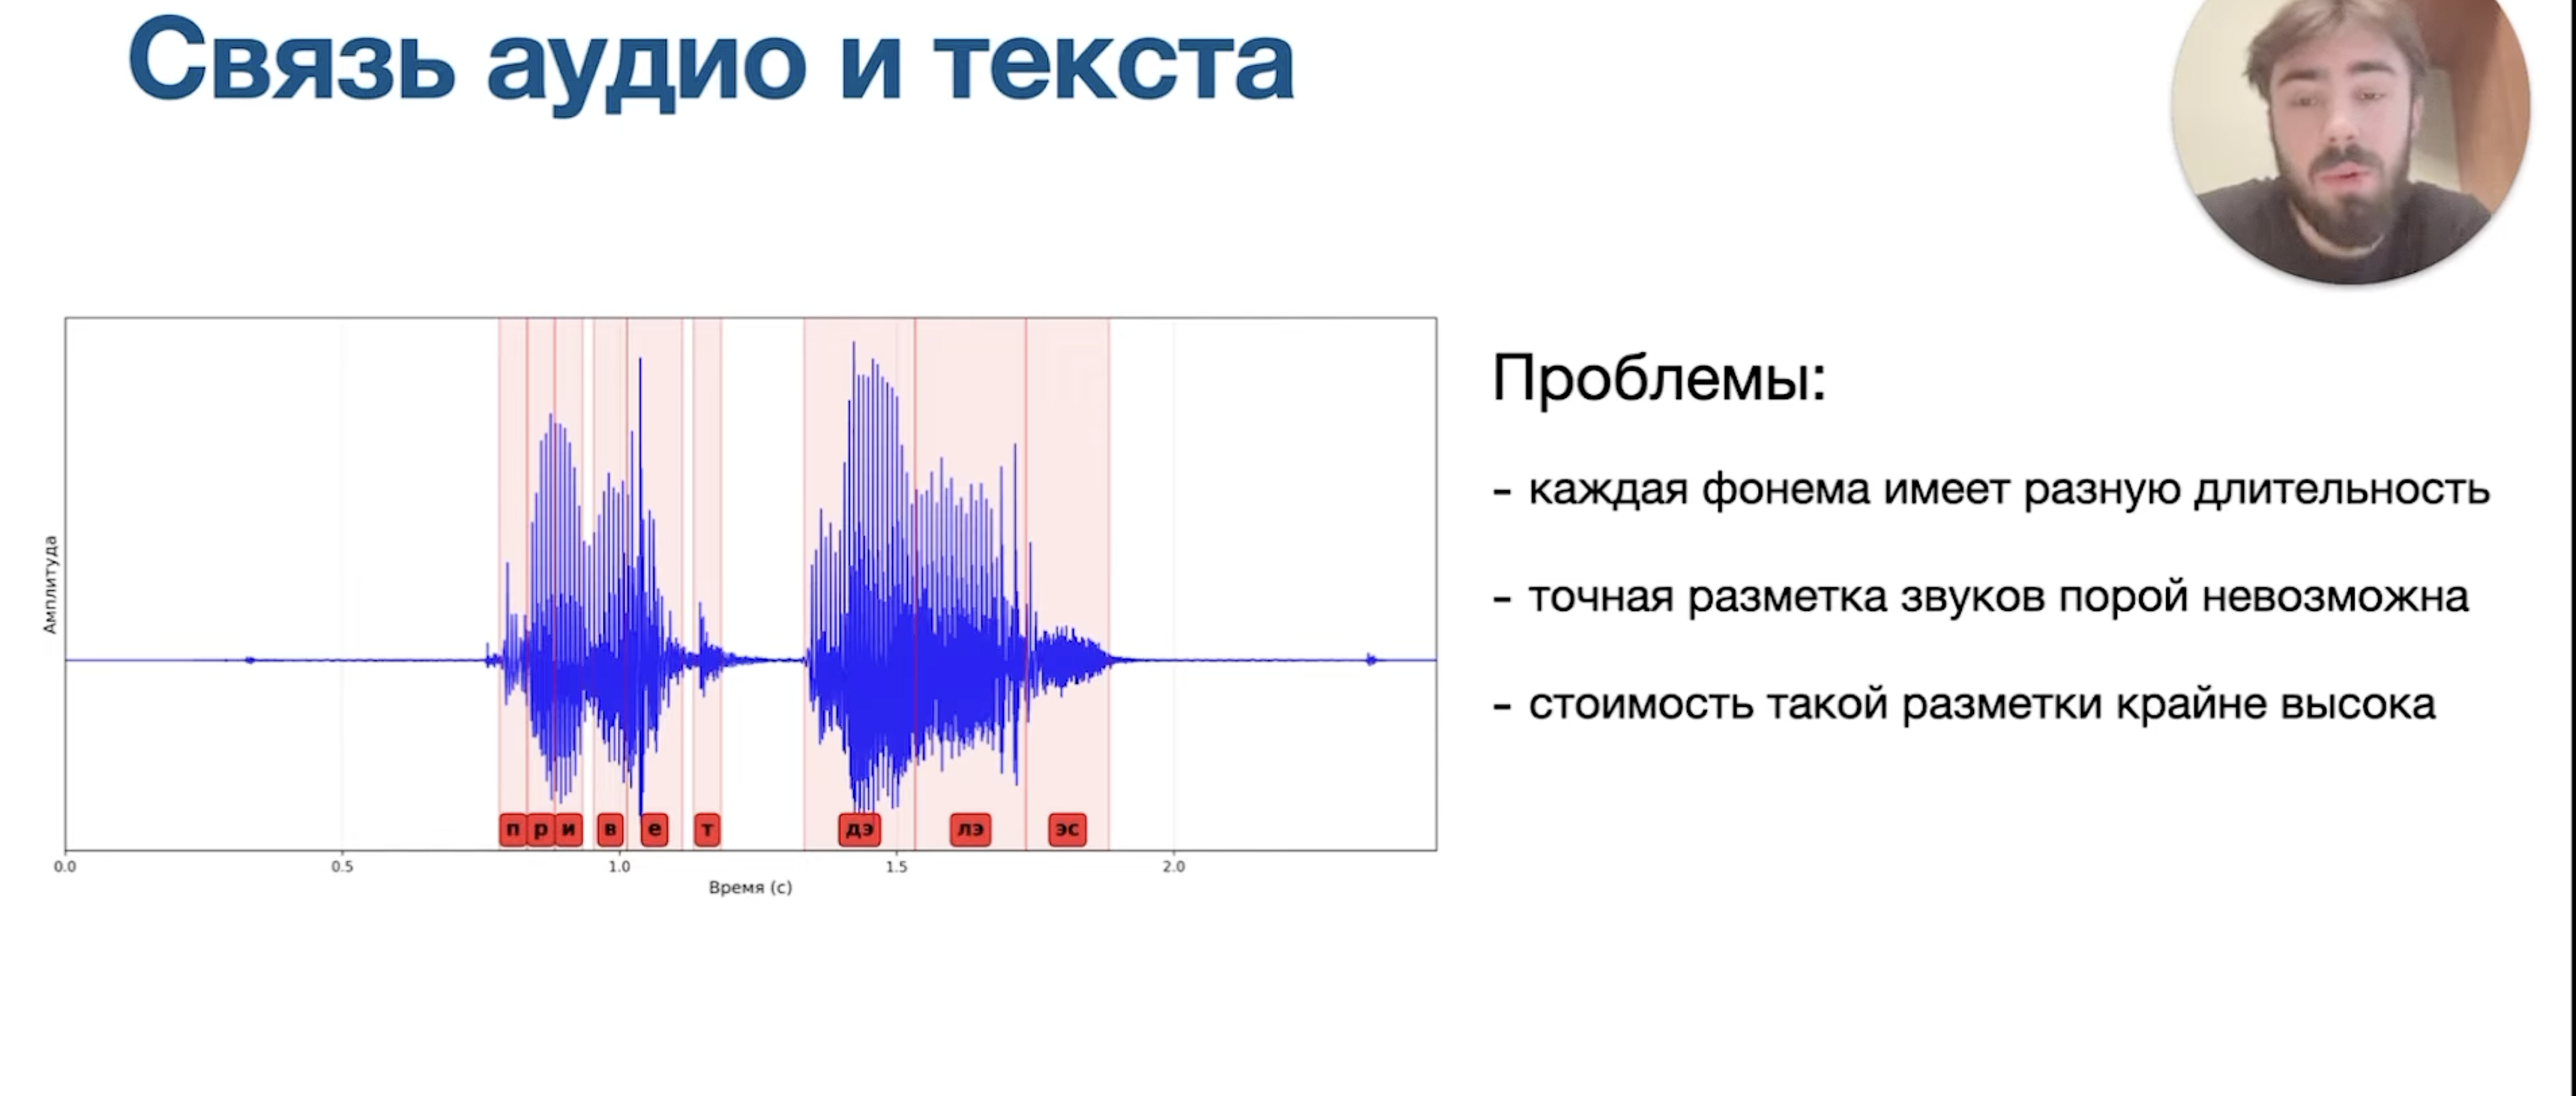 Связь аудио и текста
Проблемы:
- каждая фонема имеет разную длительность
- точная разметка звуков порой невозможна
- стоимость такой разметки крайне высока
Амплитуда
п р и в е т дэ лэ эс
0.0 0.5 1.0 1.5 2.0
Время (с)